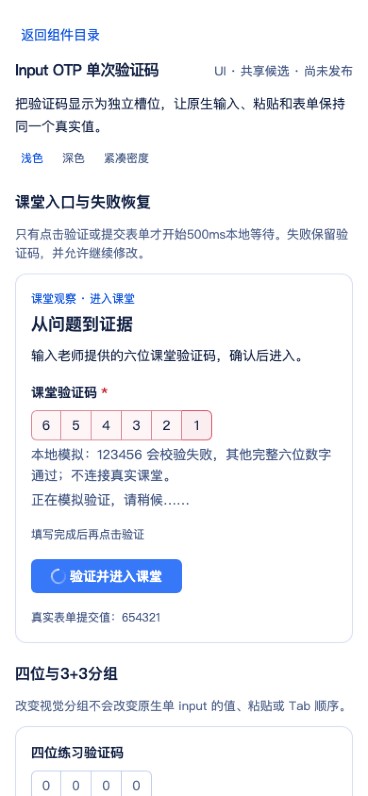 返回组件目录
Input OTP 单次验证码
UI · 共享候选 · 尚未发布
把验证码显示为独立槽位，让原生输入、粘贴和表单保持
同一个真实值。
浅色 深色 紧凑密度
课堂入口与失败恢复
只有点击验证或提交表单才开始500ms本地等待。失败保留验
证码，并允许继续修改。
课堂观察 · 进入课堂
从问题到证据
输入老师提供的六位课堂验证码，确认后进入。
课堂验证码 *
6 5 4 3 2 1
本地模拟：123456 会校验失败，其他完整六位数字
通过；不连接真实课堂。
正在模拟验证，请稍候……
填写完成后再点击验证
验证并进入课堂
真实表单提交值：654321
四位与3+3分组
改变视觉分组不会改变原生单 input 的值、粘贴或 Tab 顺序。
四位练习验证码
0 0 0 0